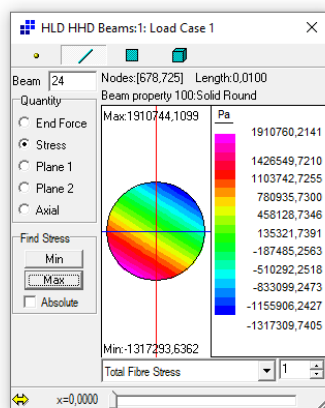 HLD HHD Beams:1: Load Case 1
Beam 24 Nodes:[678,725] Length:0,0100
Beam property 100:Solid Round
Quantity
End Force
Stress
Plane 1
Plane 2
Axial
Find Stress
Min
Max
Absolute
Max:1910744,1099
Min:-1317293,6362
Pa
1910760,2141
1426549,7210
1103742,7255
780935,7300
458128,7346
135321,7391
-187485,2563
-510292,2518
-833099,2473
-1155906,2427
-1317309,7405
Total Fibre Stress 1
x=0,0000